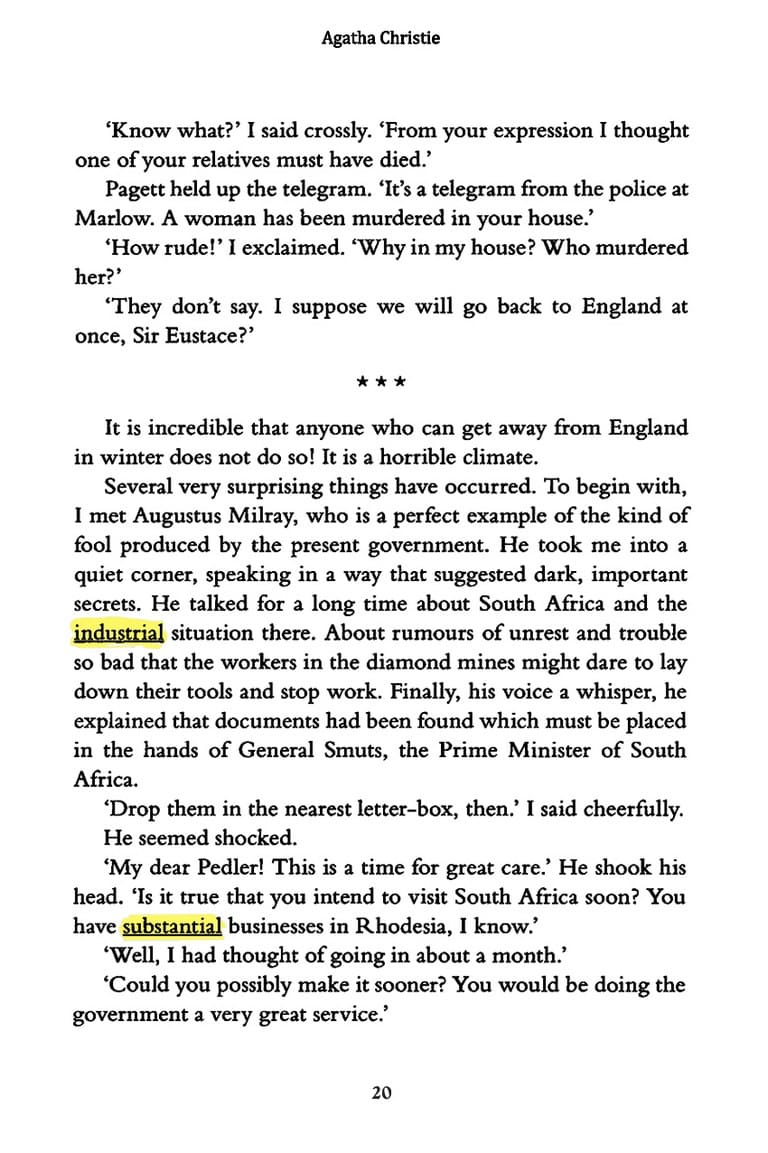 Agatha Christie
‘Know what?’ I said crossly. ‘From your expression I thought
one of your relatives must have died.’
Pagett held up the telegram. ‘It’s a telegram from the police at
Marlow. A woman has been murdered in your house.’
‘How rude!’ I exclaimed. ‘Why in my house? Who murdered
her?’
‘They don’t say. I suppose we will go back to England at
once, Sir Eustace?’
★ ★ ★
It is incredible that anyone who can get away from England
in winter does not do so! It is a horrible climate.
Several very surprising things have occurred. To begin with,
I met Augustus Milray, who is a perfect example of the kind of
fool produced by the present government. He took me into a
quiet corner, speaking in a way that suggested dark, important
secrets. He talked for a long time about South Africa and the
industrial situation there. About rumours of unrest and trouble
so bad that the workers in the diamond mines might dare to lay
down their tools and stop work. Finally, his voice a whisper, he
explained that documents had been found which must be placed
in the hands of General Smuts, the Prime Minister of South
Africa.
‘Drop them in the nearest letter-box, then.’ I said cheerfully.
He seemed shocked.
‘My dear Pedler! This is a time for great care.’ He shook his
head. ‘Is it true that you intend to visit South Africa soon? You
have substantial businesses in Rhodesia, I know.’
‘Well, I had thought of going in about a month.’
‘Could you possibly make it sooner? You would be doing the
government a very great service.’
20